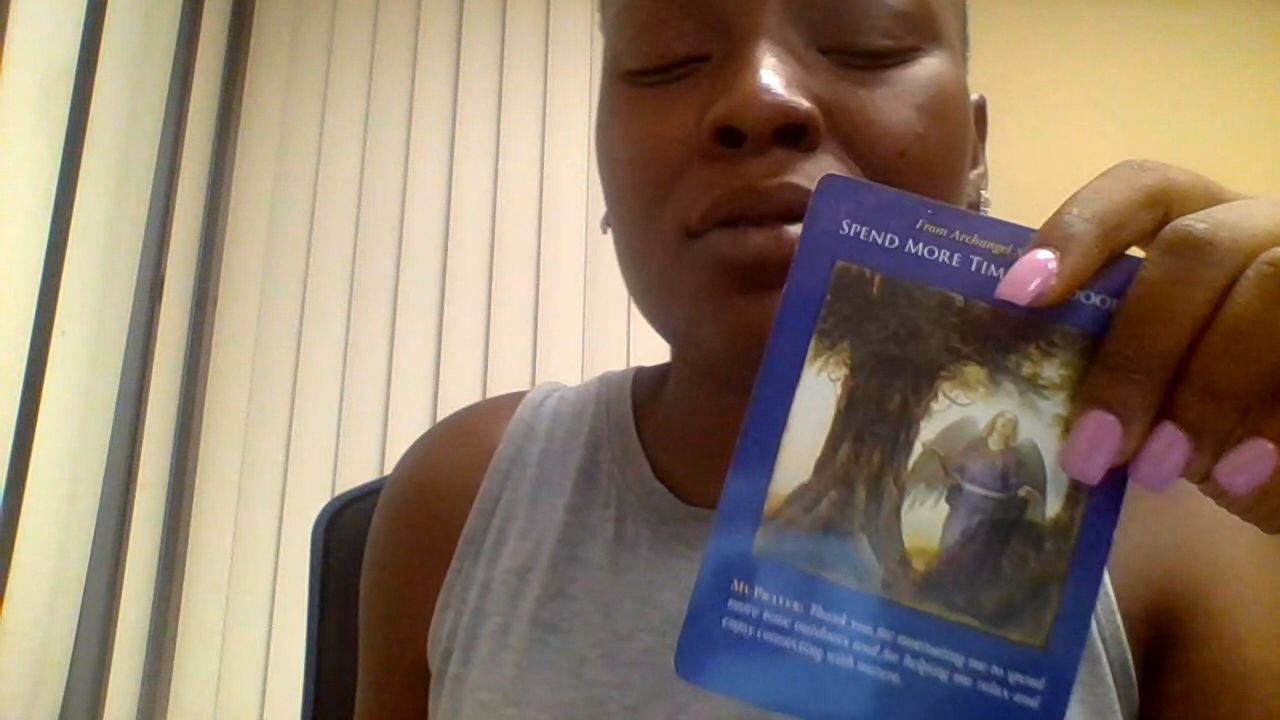 From Archangel
SPEND MORE TIM DOOR
MY PRAYER: Thank you for motivating me to spend
more time outdoors and for helping me relax and
enjoy connecting with nature.